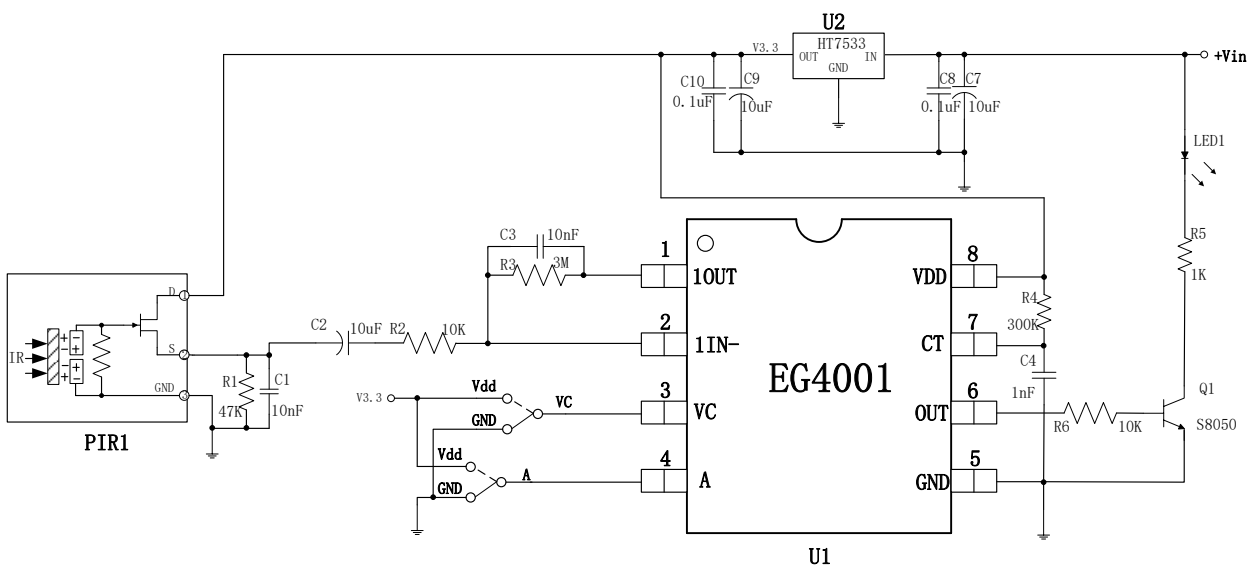 U2
HT7533
V3.3 OUT IN
GND
+Vin
C10 C9
0.1uF 10uF
C8 C7
0.1uF 10uF
LED1
R5
1K
C3 10nF
R3 3M
1 8
1OUT VDD
R4
300K
2 7
1IN- CT
C4
1nF
EG4001
3 6
VC OUT
4 5
A GND
U1
D 1
IR
S 2
GND 3
PIR1
+ - + - + - + -
C2 10uF R2 10K
R1 C1
47K 10nF
V3.3
Vdd
VC
GND
Vdd
A
GND
R6 10K
Q1
S8050